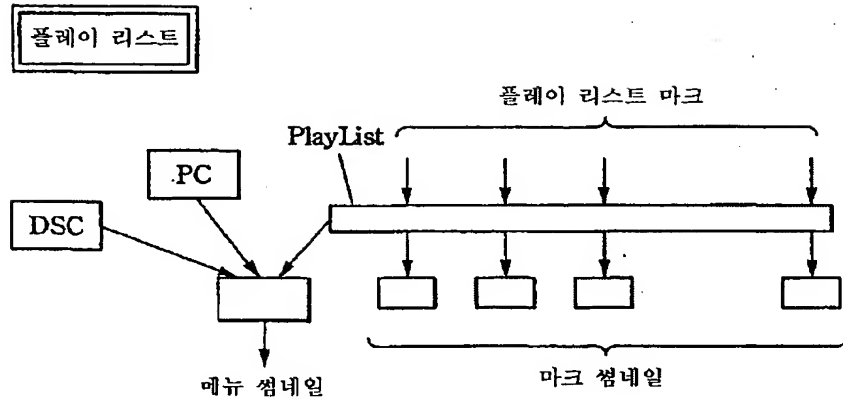 플레이 리스트
플레이 리스트 마크
PlayList
.PC
DSC
메뉴 썸네일
마크 썸네일